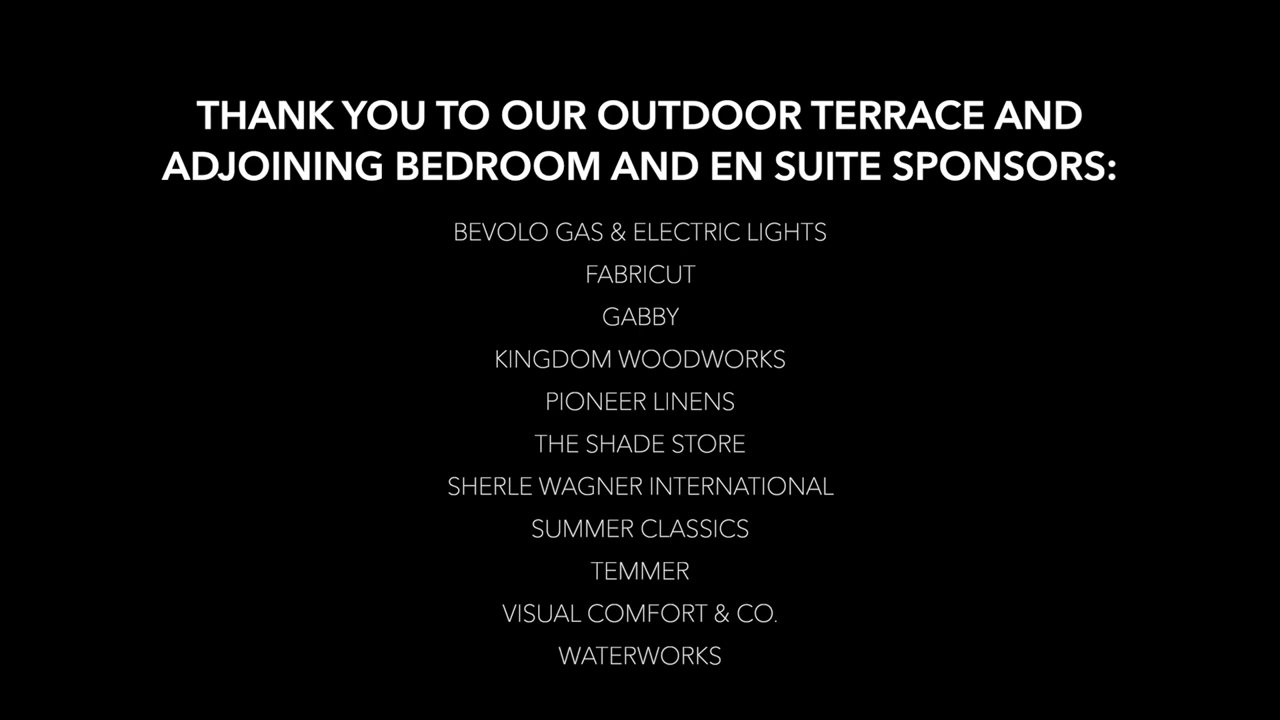 THANK YOU TO OUR OUTDOOR TERRACE AND
ADJOINING BEDROOM AND EN SUITE SPONSORS:
BEVOLO GAS & ELECTRIC LIGHTS
FABRICUT
GABBY
KINGDOM WOODWORKS
PIONEER LINENS
THE SHADE STORE
SHERLE WAGNER INTERNATIONAL
SUMMER CLASSICS
TEMMER
VISUAL COMFORT & CO.
WATERWORKS